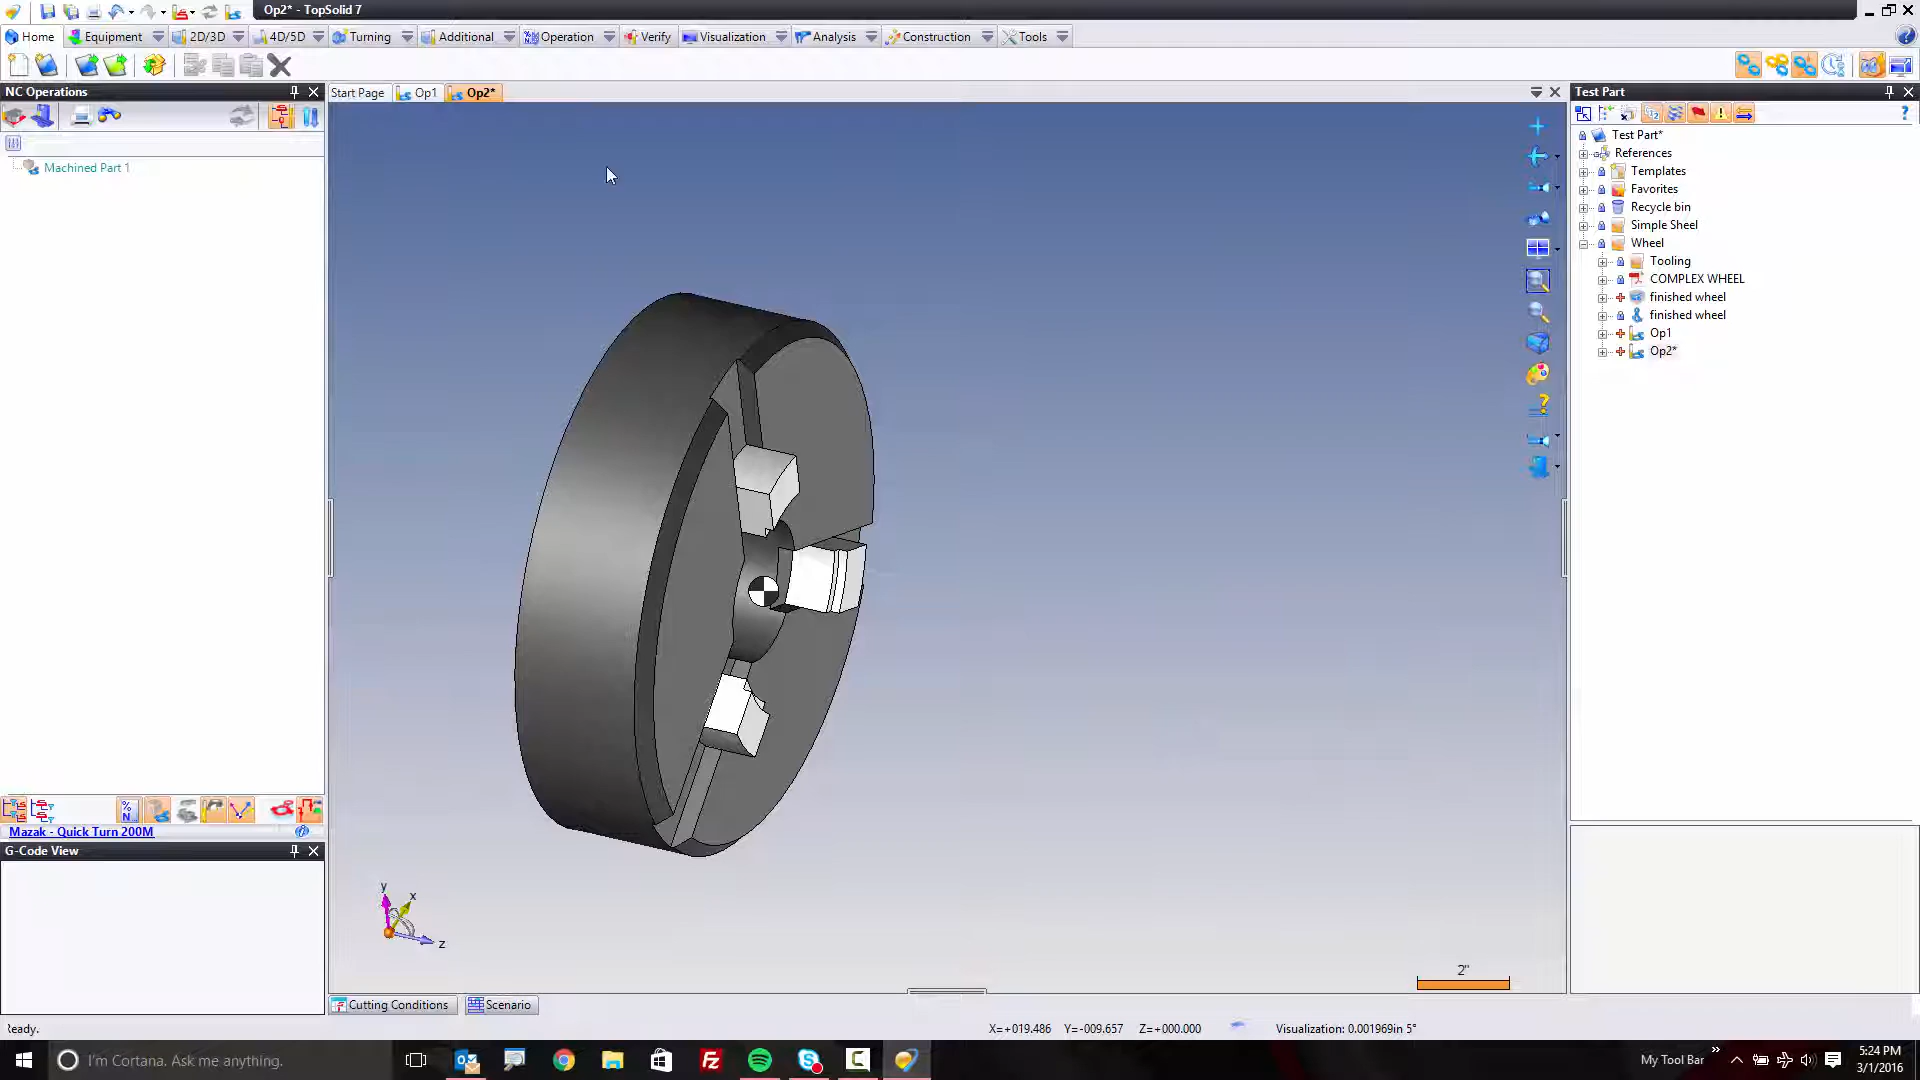 Op2* - TopSolid 7
Home Equipment 2D/3D 4D/5D Turning Additional Operation Verify Visualization Analysis Construction Tools
NC Operations
Machined Part 1
Mazak - Quick Turn 200M
G-Code View
Start Page Op1 Op2*
y
x
z
2"
Cutting Conditions Scenario
Test Part
Test Part*
References
Templates
Favorites
Recycle bin
Simple Sheel
Wheel
Tooling
COMPLEX WHEEL
finished wheel
finished wheel
Op1
Op2*
Ready.
X=+019.486 Y=-009.657 Z=+000.000 Visualization: 0.001969in 5°
I'm Cortana. Ask me anything.
My Tool Bar
5:24 PM
3/1/2016